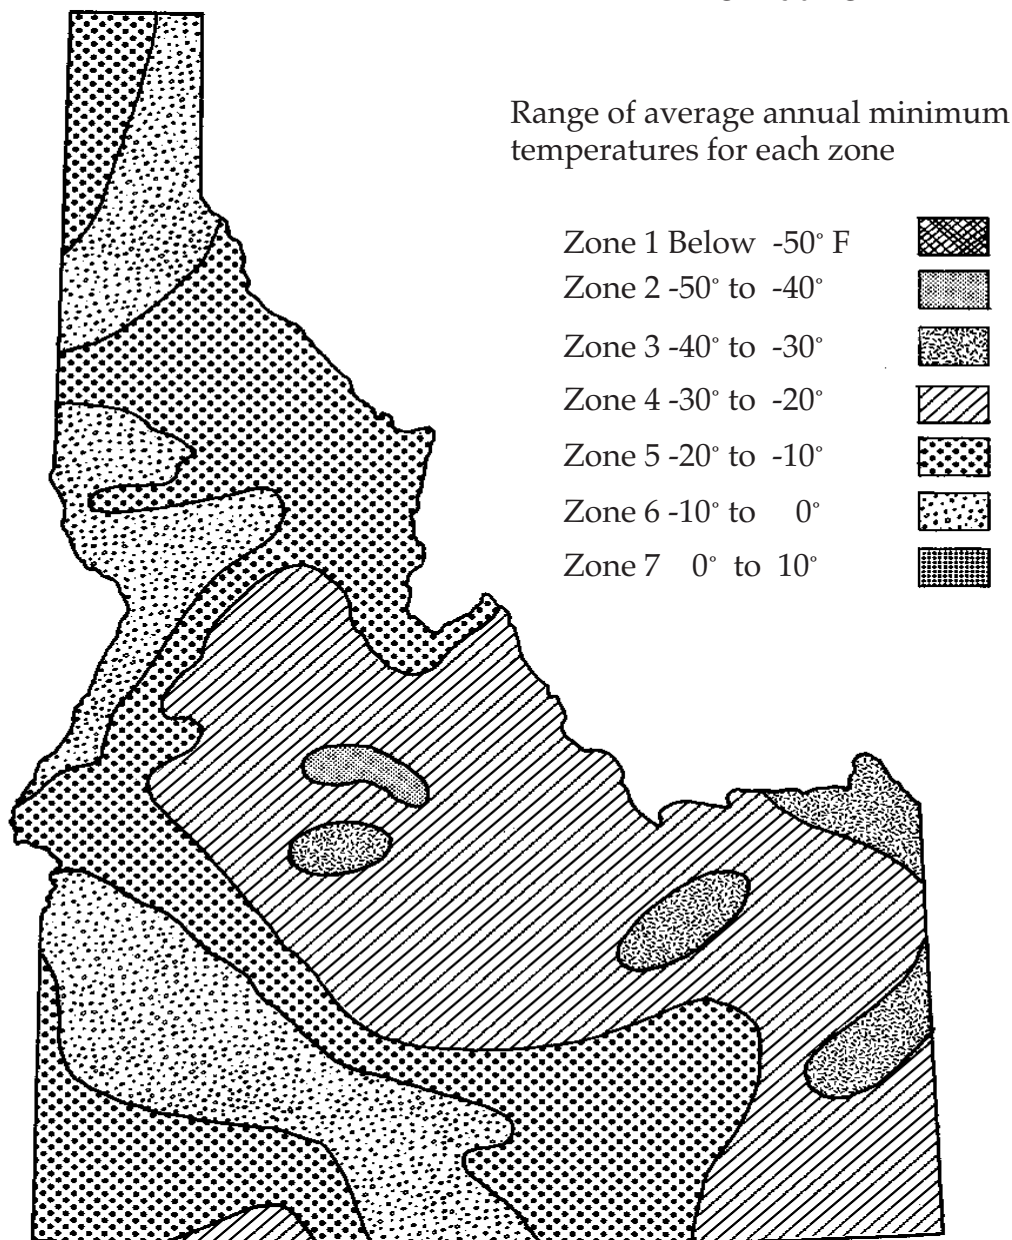 Range of average annual minimum
temperatures for each zone
Zone 1 Below -50° F
Zone 2 -50° to -40°
Zone 3 -40° to -30°
Zone 4 -30° to -20°
Zone 5 -20° to -10°
Zone 6 -10° to 0°
Zone 7 0° to 10°